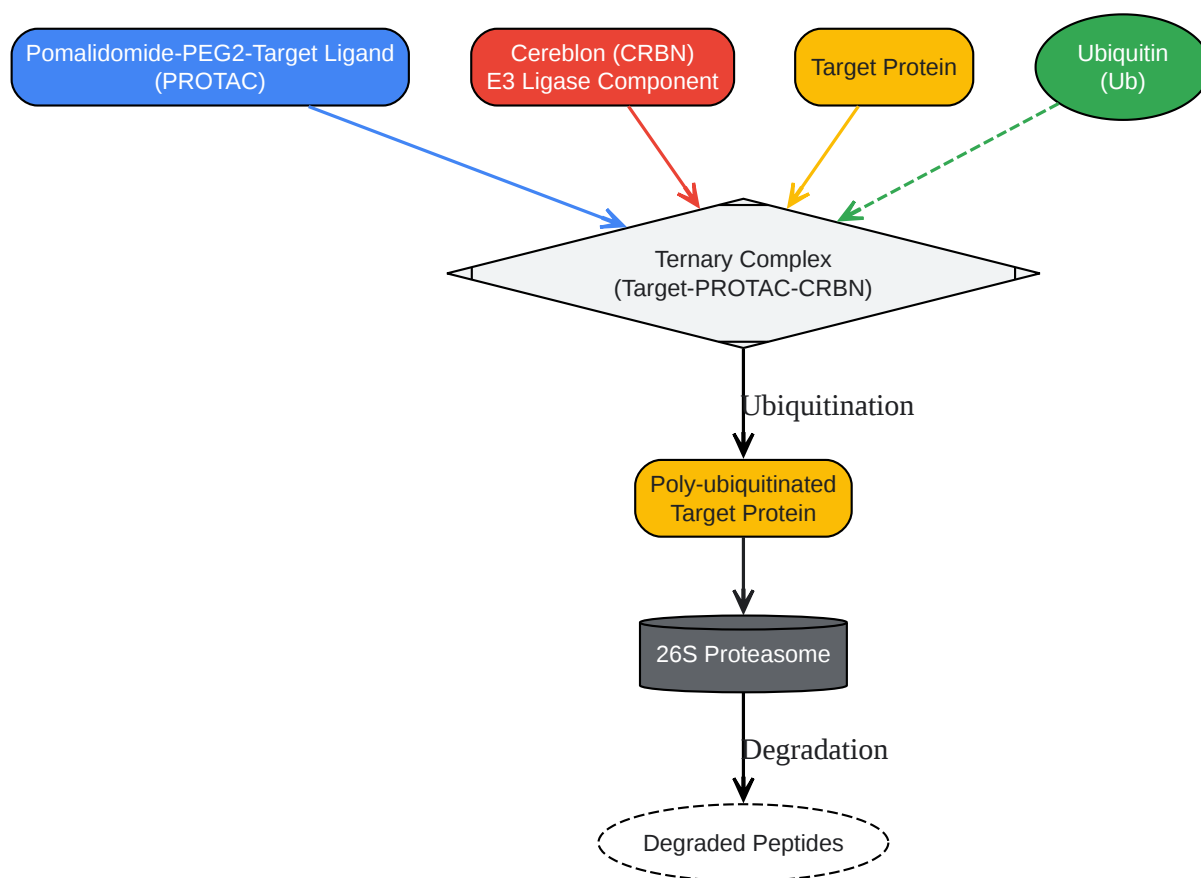 Pomalidomide-PEG2-Target Ligand
(PROTAC)
Cereblon (CRBN)
E3 Ligase Component
Target Protein
Ubiquitin
(Ub)
Ternary Complex
(Target-PROTAC-CRBN)
Ubiquitination
Poly-ubiquitinated
Target Protein
26S Proteasome
Degradation
Degraded Peptides